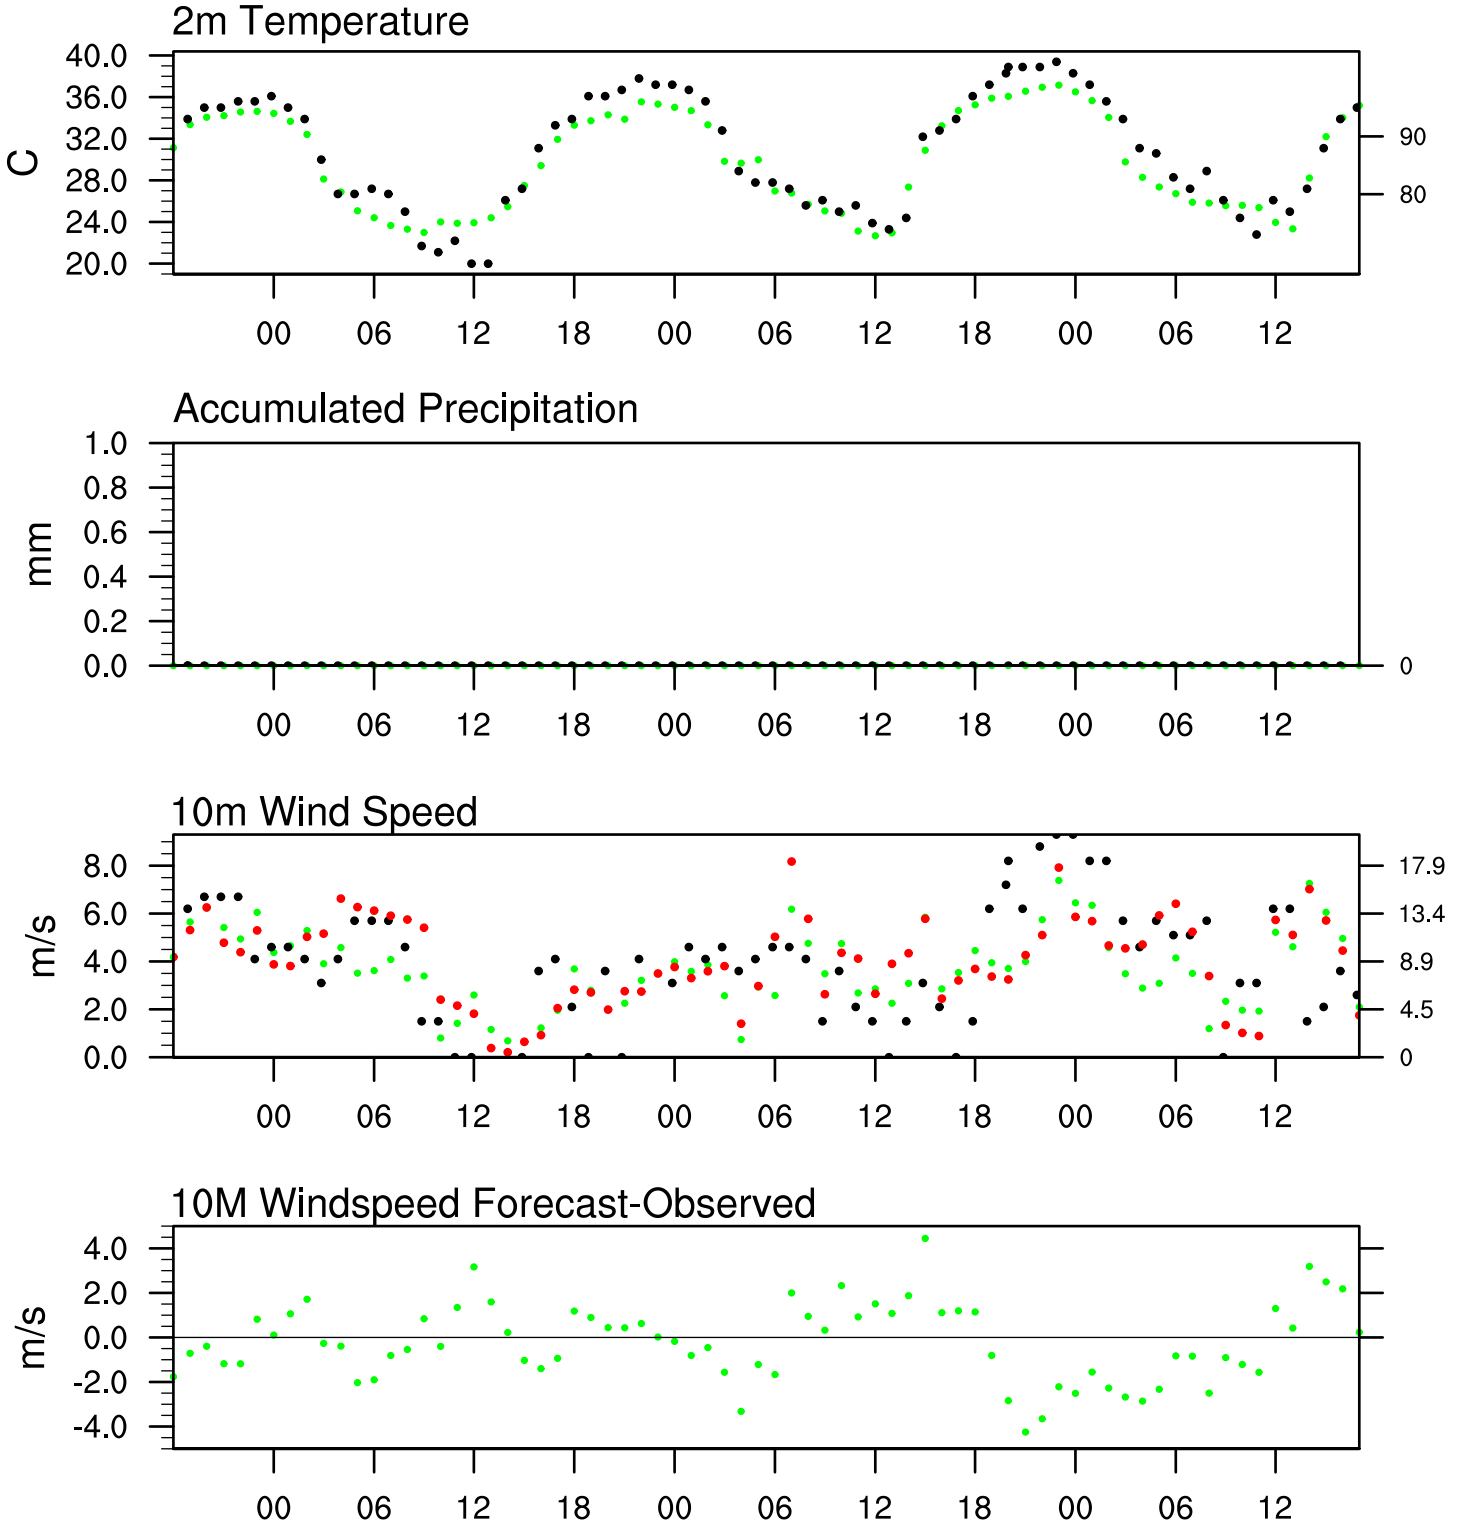 2m Temperature
40.0
36.0
32.0
28.0
24.0
20.0
C
90
80
00 06 12 18 00 06 12 18 00 06 12
Accumulated Precipitation
1.0
0.8
0.6
0.4
0.2
0.0
mm
0
00 06 12 18 00 06 12 18 00 06 12
10m Wind Speed
8.0
6.0
4.0
2.0
0.0
m/s
17.9
13.4
8.9
4.5
0
00 06 12 18 00 06 12 18 00 06 12
10M Windspeed Forecast-Observed
4.0
2.0
0.0
-2.0
-4.0
m/s
00 06 12 18 00 06 12 18 00 06 12